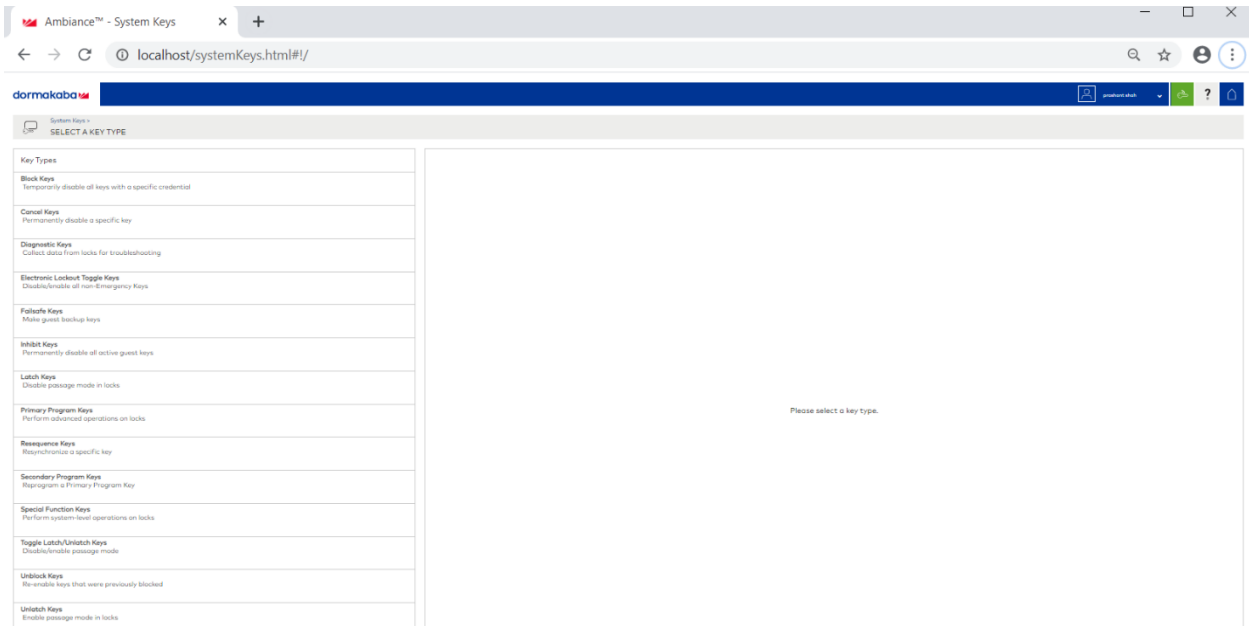 Ambiance™ - System Keys
localhost/systemKeys.html#!/
dormakaba
prashant shah
?
System Keys >
SELECT A KEY TYPE
Key Types
Block Keys
Temporarily disable all keys with a specific credential
Cancel Keys
Permanently disable a specific key
Diagnostic Keys
Collect data from locks for troubleshooting
Electronic Lockout Toggle Keys
Disable/enable all non-Emergency Keys
Failsafe Keys
Make guest backup keys
Inhibit Keys
Permanently disable all active guest keys
Latch Keys
Disable passage mode in locks
Primary Program Keys
Perform advanced operations on locks
Resequence Keys
Resynchronize a specific key
Secondary Program Keys
Reprogram a Primary Program Key
Special Function Keys
Perform system-level operations on locks
Toggle Latch/Unlatch Keys
Disable/enable passage mode
Unblock Keys
Re-enable keys that were previously blocked
Unlatch Keys
Enable passage mode in locks
Please select a key type.